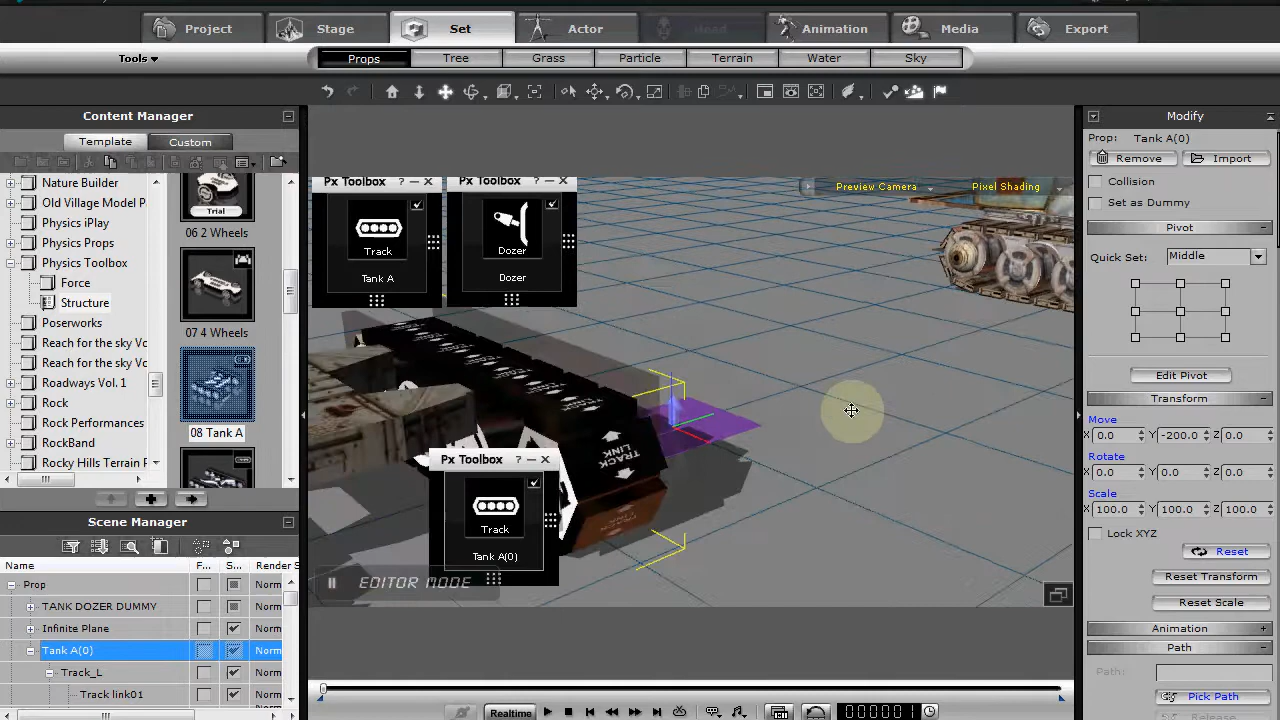 Project
Stage
Set
Actor
Head
Animation
Media
Export
Tools
Props
Tree
Grass
Particle
Terrain
Water
Sky
Content Manager
Template
Custom
Nature Builder
Old Village Model P
Physics iPlay
Physics Props
Physics Toolbox
Force
Structure
Poserworks
Reach for the sky Vc
Reach for the sky Vc
Roadways Vol. 1
Rock
Rock Performances
RockBand
Rocky Hills Terrain F
Trial
06 2 Wheels
07 4 Wheels
08 Tank A
Scene Manager
Name
F...
S...
Render S
Prop
Norm
TANK DOZER DUMMY
Norm
Infinite Plane
Norm
Tank A(0)
Norm
Track_L
Norm
Track link01
Norm
Px Toolbox ?
Track
Tank A
Px Toolbox ?
Dozer
Dozer
Preview Camera
Pixel Shading
TRACK
LINK
Px Toolbox ?
Track
Tank A(0)
EDITOR MODE
Realtime
000001
Modify
Prop: Tank A(0)
Remove
Import
Collision
Set as Dummy
Pivot
Quick Set: Middle
Edit Pivot
Transform
Move
X 0.0 Y -200.0 Z 0.0
Rotate
X 0.0 Y 0.0 Z 0.0
Scale
X 100.0 Y 100.0 Z 100.0
Lock XYZ
Reset
Reset Transform
Reset Scale
Animation
Path
Path:
Pick Path
Release